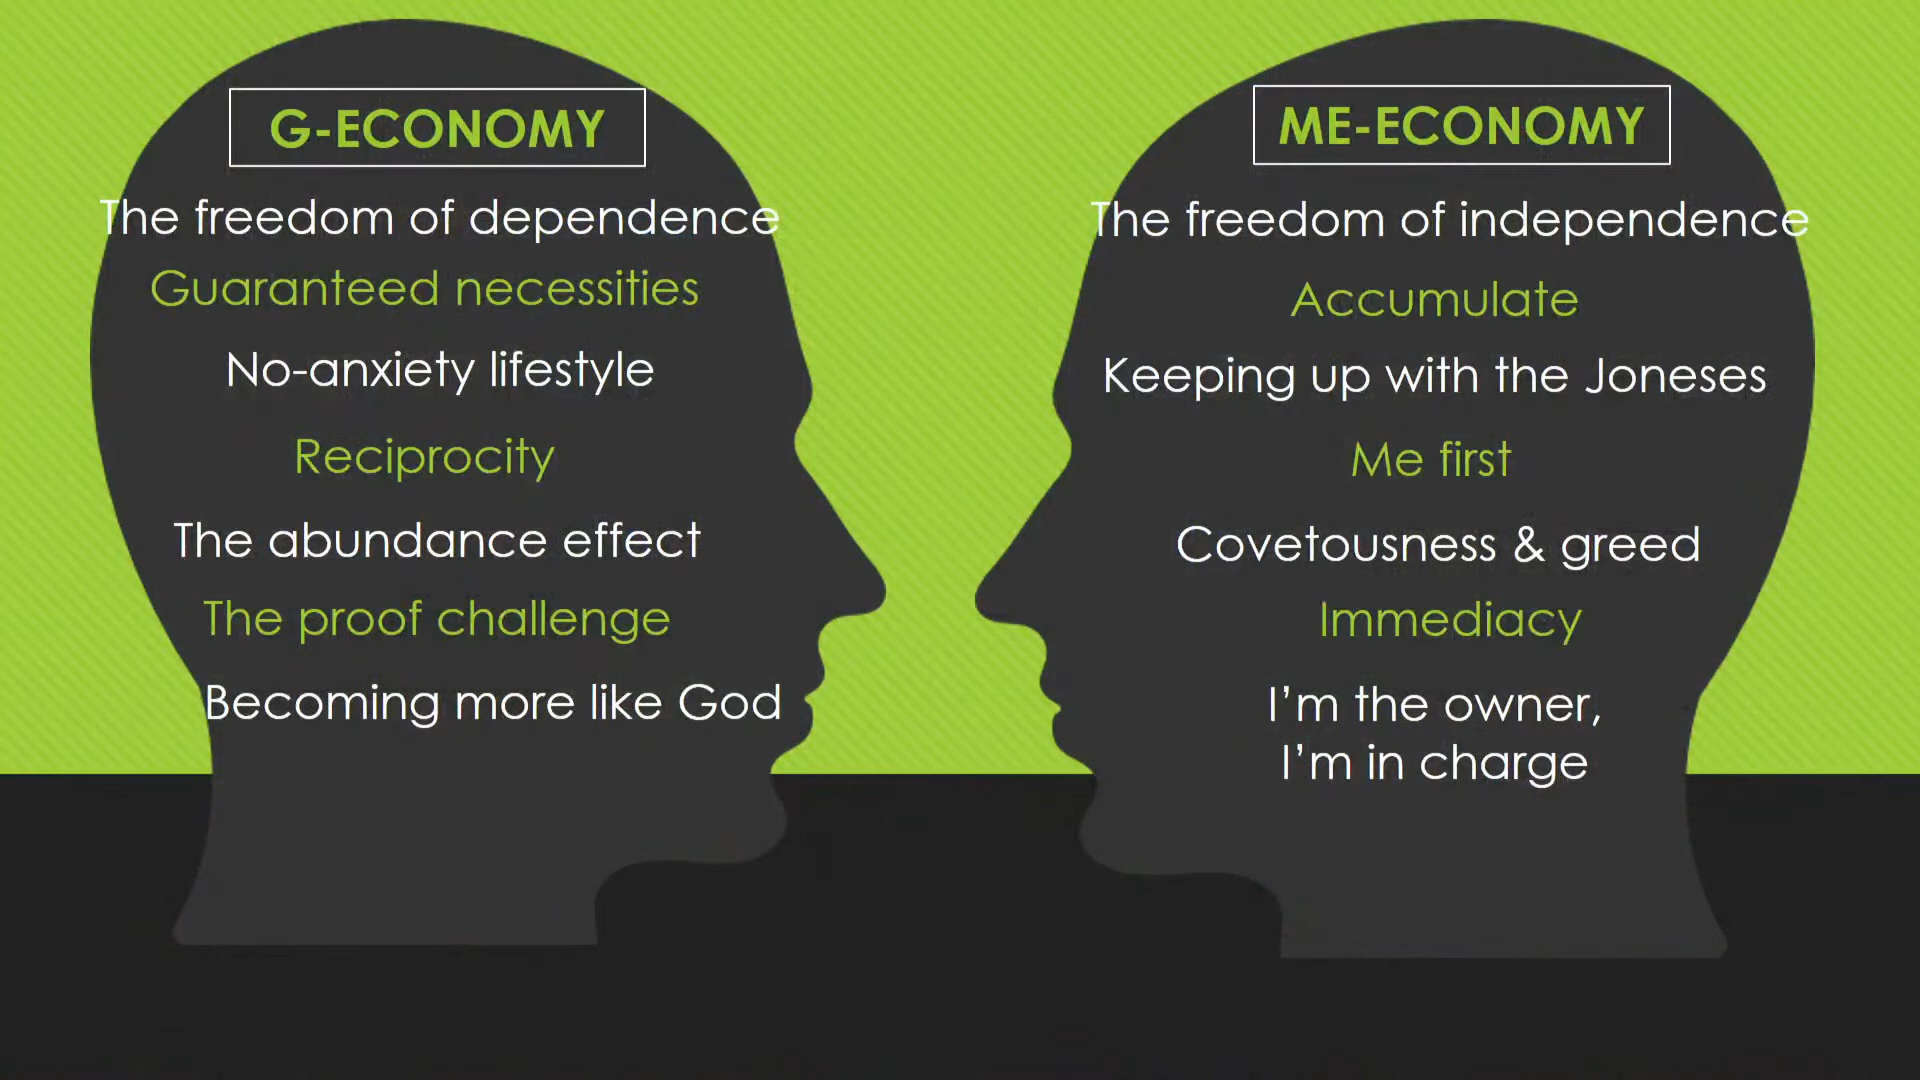 G-ECONOMY
The freedom of dependence
Guaranteed necessities
No-anxiety lifestyle
Reciprocity
The abundance effect
The proof challenge
Becoming more like God
ME-ECONOMY
The freedom of independence
Accumulate
Keeping up with the Joneses
Me first
Covetousness & greed
Immediacy
I’m the owner,
I’m in charge